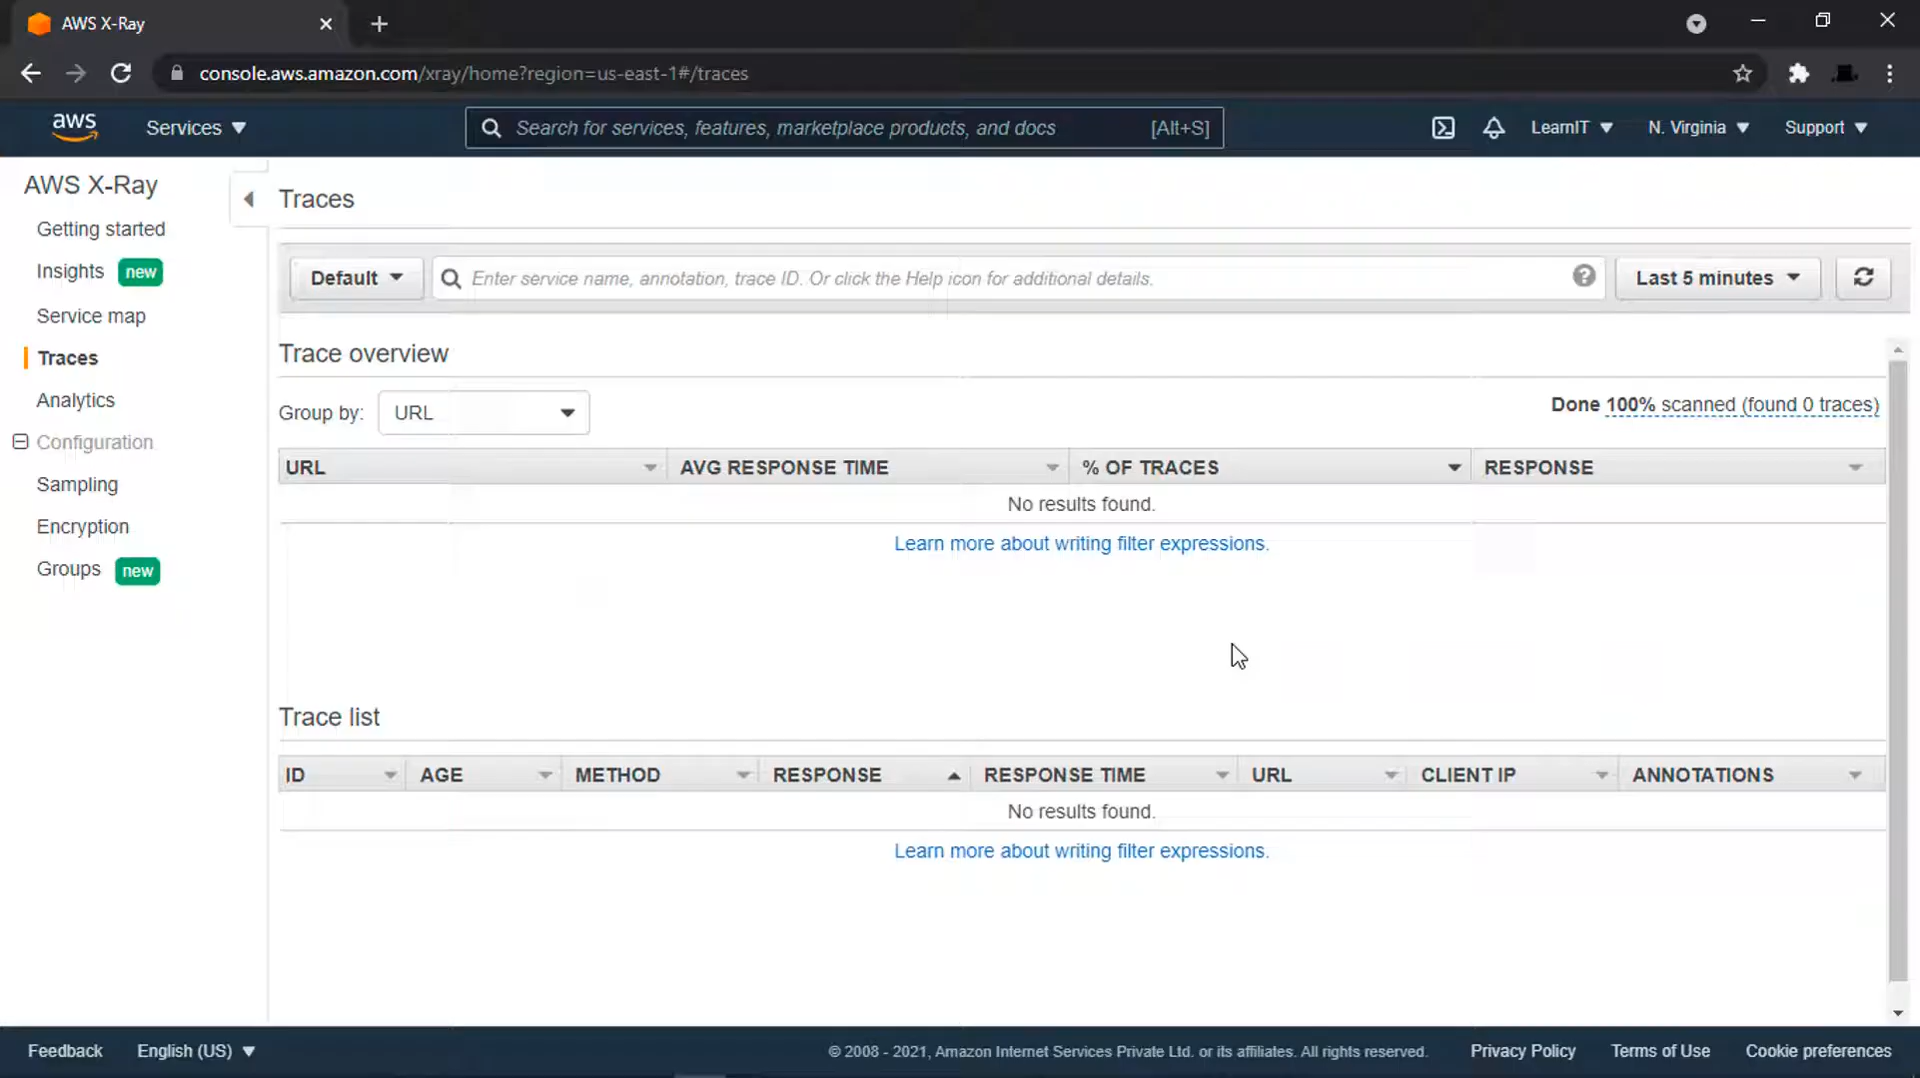 AWS X-Ray
console.aws.amazon.com/xray/home?region=us-east-1#/traces
aws
Services
Search for services, features, marketplace products, and docs [Alt+S]
LearnIT
N. Virginia
Support
AWS X-Ray
Getting started
Insights new
Service map
Traces
Analytics
Configuration
Sampling
Encryption
Groups new
Traces
Default
Enter service name, annotation, trace ID. Or click the Help icon for additional details.
Last 5 minutes
Trace overview
Group by: URL
Done 100% scanned (found 0 traces)
URL AVG RESPONSE TIME % OF TRACES RESPONSE
No results found.
Learn more about writing filter expressions.
Trace list
ID AGE METHOD RESPONSE RESPONSE TIME URL CLIENT IP ANNOTATIONS
No results found.
Learn more about writing filter expressions.
Feedback
English (US)
© 2008 - 2021, Amazon Internet Services Private Ltd. or its affiliates. All rights reserved.
Privacy Policy
Terms of Use
Cookie preferences